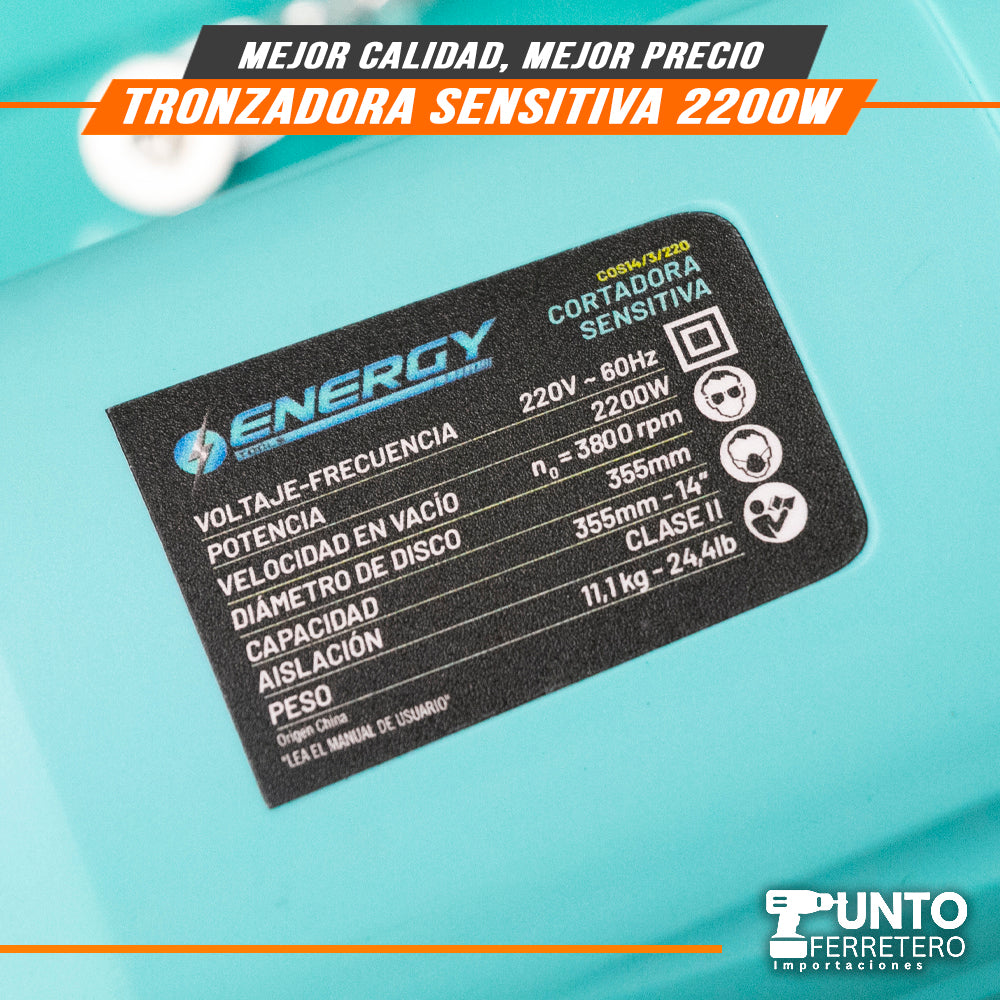 MEJOR CALIDAD, MEJOR PRECIO
TRONZADORA SENSITIVA 2200W
COS14/3/220
CORTADORA
SENSITIVA
ENERGY
TOOLS
VOLTAJE-FRECUENCIA 220V ~ 60Hz
POTENCIA 2200W
VELOCIDAD EN VACÍO n₀ = 3800 rpm
DIÁMETRO DE DISCO 355mm
CAPACIDAD 355mm - 14"
AISLACIÓN CLASE II
PESO 11,1 kg - 24,4lb
Origen China
"LEA EL MANUAL DE USUARIO"
PUNTO
FERRETERO
Importaciones